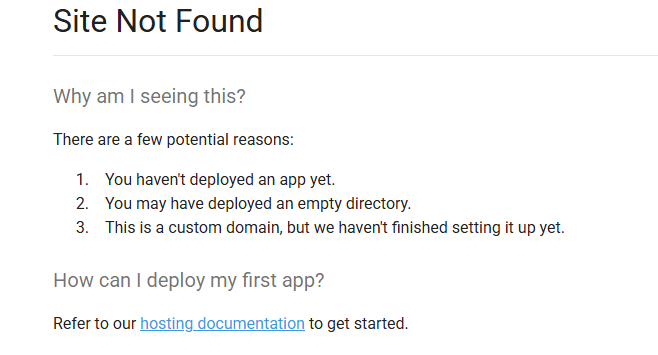 Site Not Found
Why am I seeing this?
There are a few potential reasons:
1. You haven't deployed an app yet.
2. You may have deployed an empty directory.
3. This is a custom domain, but we haven't finished setting it up yet.
How can I deploy my first app?
Refer to our hosting documentation to get started.